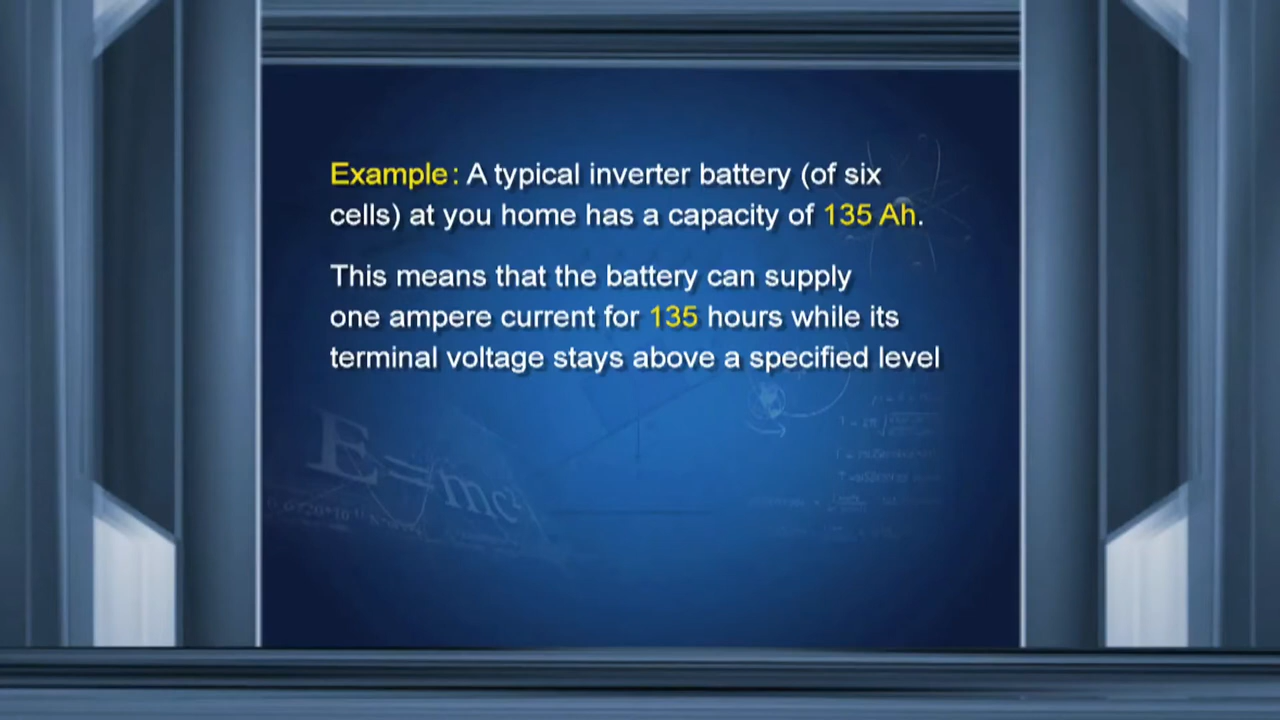 Example: A typical inverter battery (of six
cells) at you home has a capacity of 135 Ah.
This means that the battery can supply
one ampere current for 135 hours while its
terminal voltage stays above a specified level
E=mc²